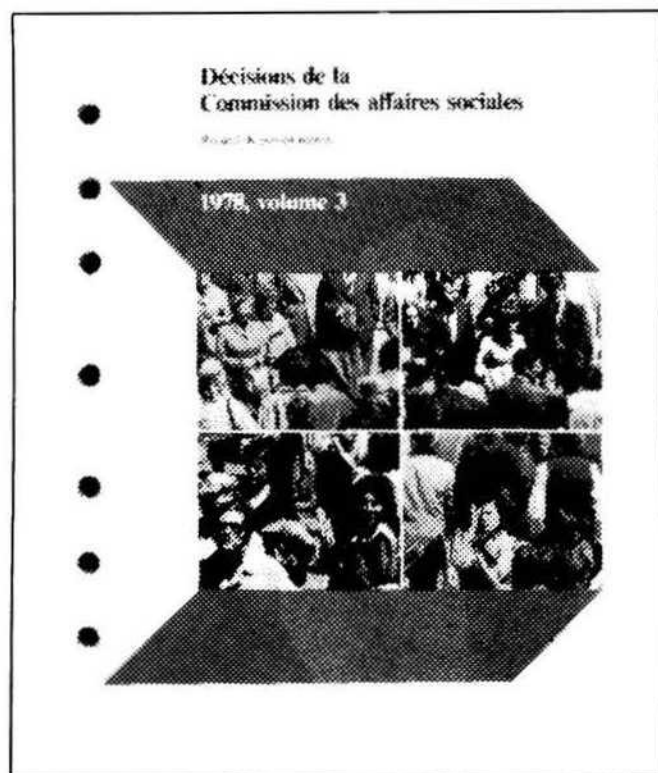 Décisions de la
Commission des affaires sociales
1978, volume 3